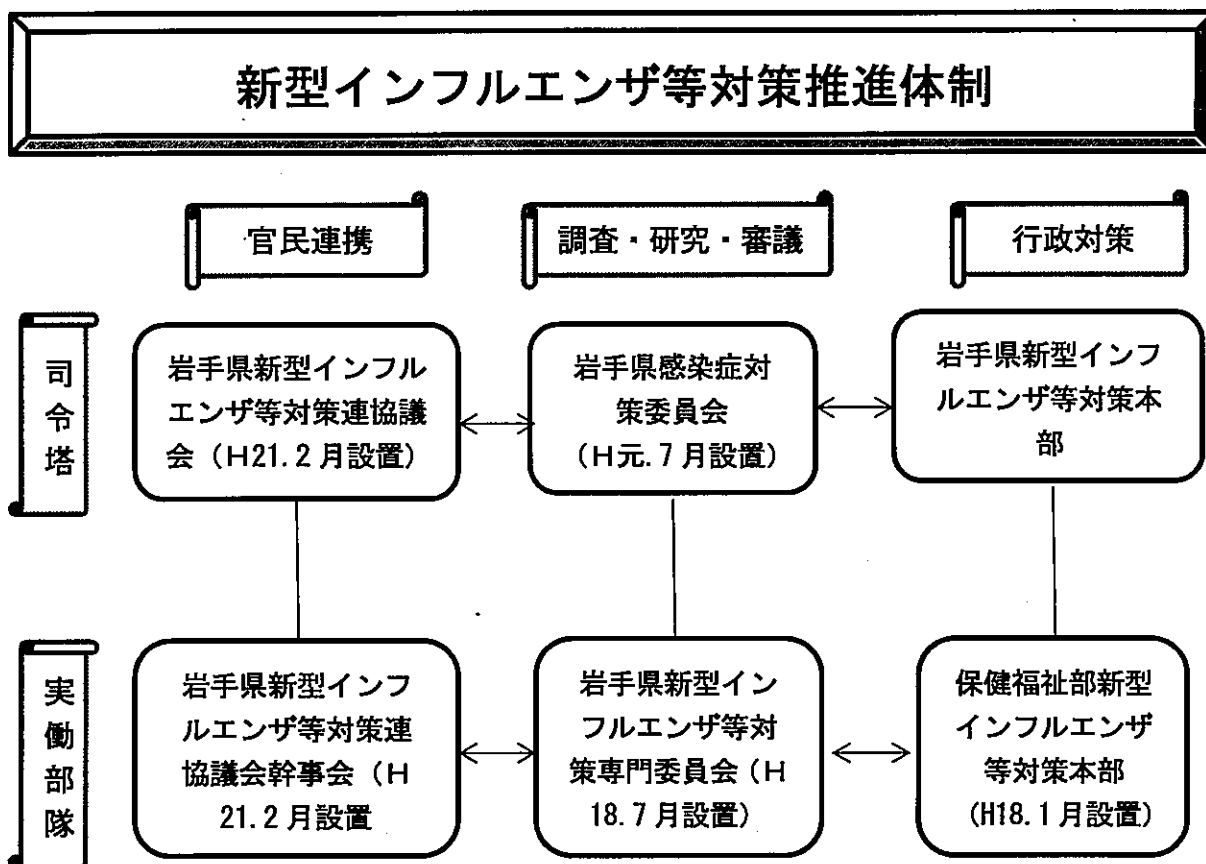 新型インフルエンザ等対策推進体制
官民連携
調査・研究・審議
行政対策
司令塔
岩手県新型インフル
エンザ等対策連協議
会（H21.2月設置）
岩手県感染症対
策委員会
（H元.7月設置）
岩手県新型インフ
ルエンザ等対策本
部
実働部隊
岩手県新型インフ
ルエンザ等対策連
協議会幹事会（H
21.2月設置
岩手県新型イン
フルエンザ等対
策専門委員会（H
18.7月設置）
保健福祉部新型
インフルエンザ
等対策本部
（H18.1月設置）